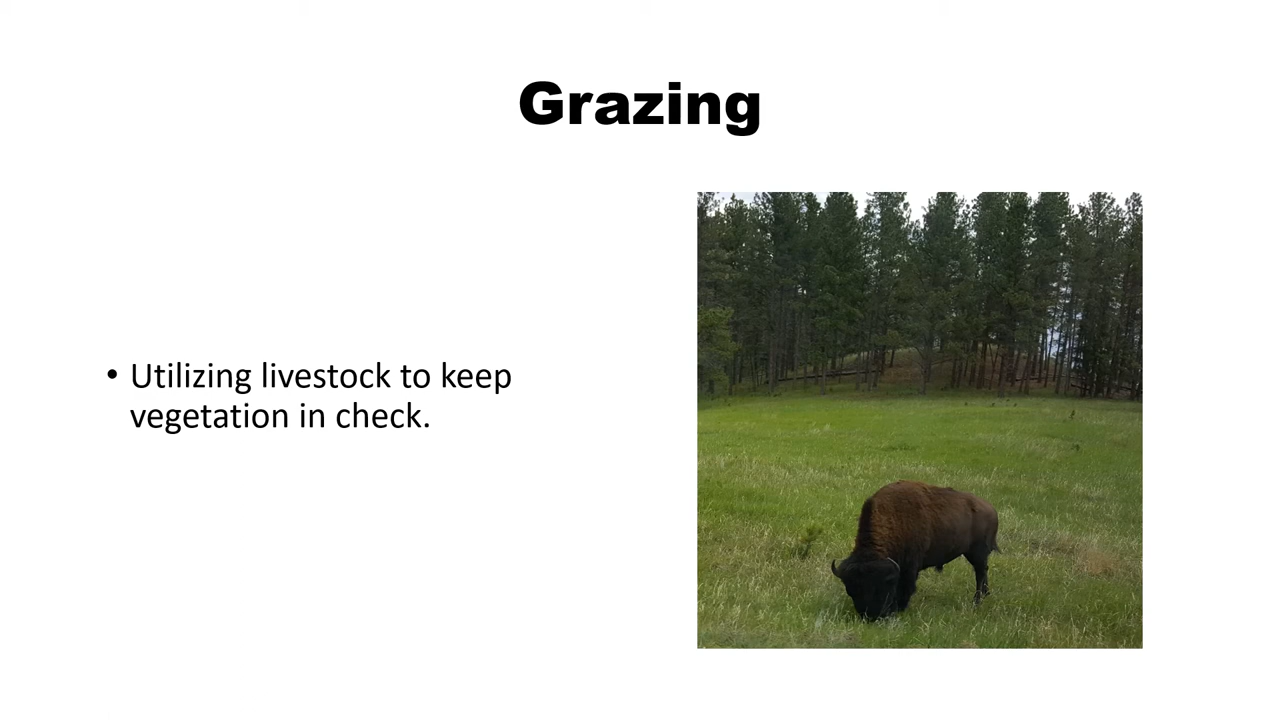 Grazing
• Utilizing livestock to keep
vegetation in check.